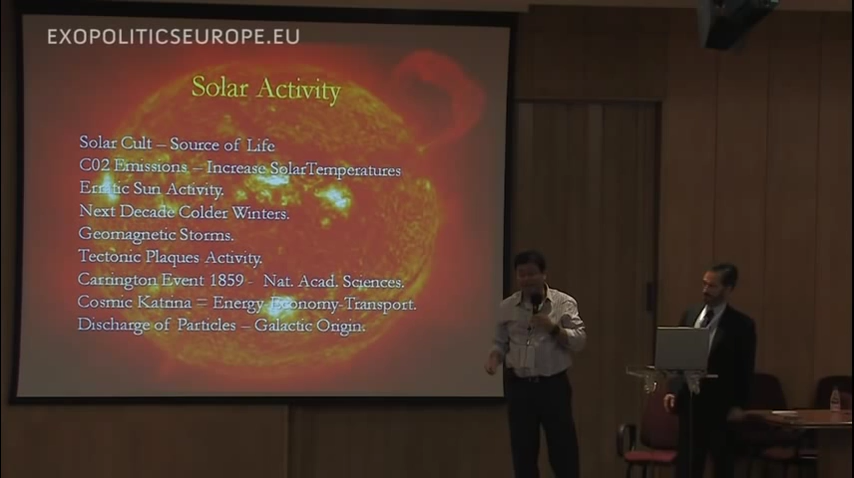 EXOPOLITICSEUROPE.EU
Solar Activity
Solar Cult – Source of Life
C02 Emissions – Increase SolarTemperatures
Erratic Sun Activity.
Next Decade Colder Winters.
Geomagnetic Storms.
Tectonic Plaques Activity.
Carrington Event 1859 - Nat. Acad. Sciences.
Cosmic Katrina = Energy-Economy-Transport.
Discharge of Particles – Galactic Origin.